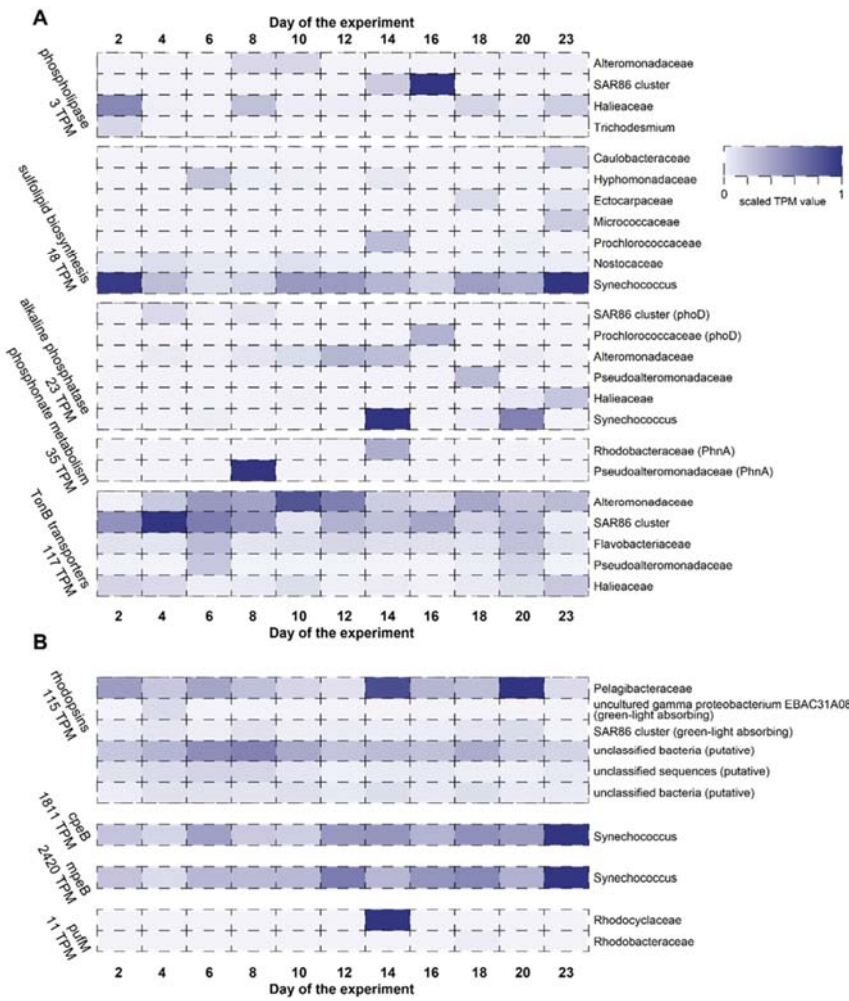 Day of the experiment
A
2 4 6 8 10 12 14 16 18 20 23
phospholipase
3 TPM
Alteromonadaceae
SAR86 cluster
Halieaceae
Trichodesmium
sulfolipid biosynthesis
18 TPM
Caulobacteraceae
Hyphomonadaceae
Ectocarpaceae
Micrococcaceae
Prochlorococcaceae
Nostocaceae
Synechococcus
0 1
scaled TPM value
alkaline phosphatase
23 TPM
SAR86 cluster (phoD)
Prochlorococcaceae (phoD)
Alteromonadaceae
Pseudoalteromonadaceae
Halieaceae
Synechococcus
phosphonate metabolism
35 TPM
Rhodobacteraceae (PhnA)
Pseudoalteromonadaceae (PhnA)
TonB transporters
117 TPM
Alteromonadaceae
SAR86 cluster
Flavobacteriaceae
Pseudoalteromonadaceae
Halieaceae
2 4 6 8 10 12 14 16 18 20 23
Day of the experiment
B
rhodopsins
115 TPM
Pelagibacteraceae
uncultured gamma proteobacterium EBAC31A08
(green-light absorbing)
SAR86 cluster (green-light absorbing)
unclassified bacteria (putative)
unclassified sequences (putative)
unclassified bacteria (putative)
cpeB
1811 TPM
Synechococcus
mpeB
2420 TPM
Synechococcus
pufM
11 TPM
Rhodocyclaceae
Rhodobacteraceae
2 4 6 8 10 12 14 16 18 20 23
Day of the experiment